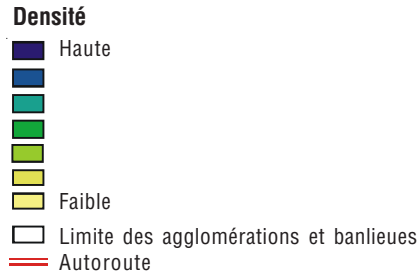 Densité
Haute
Faible
Limite des agglomérations et banlieues
Autoroute